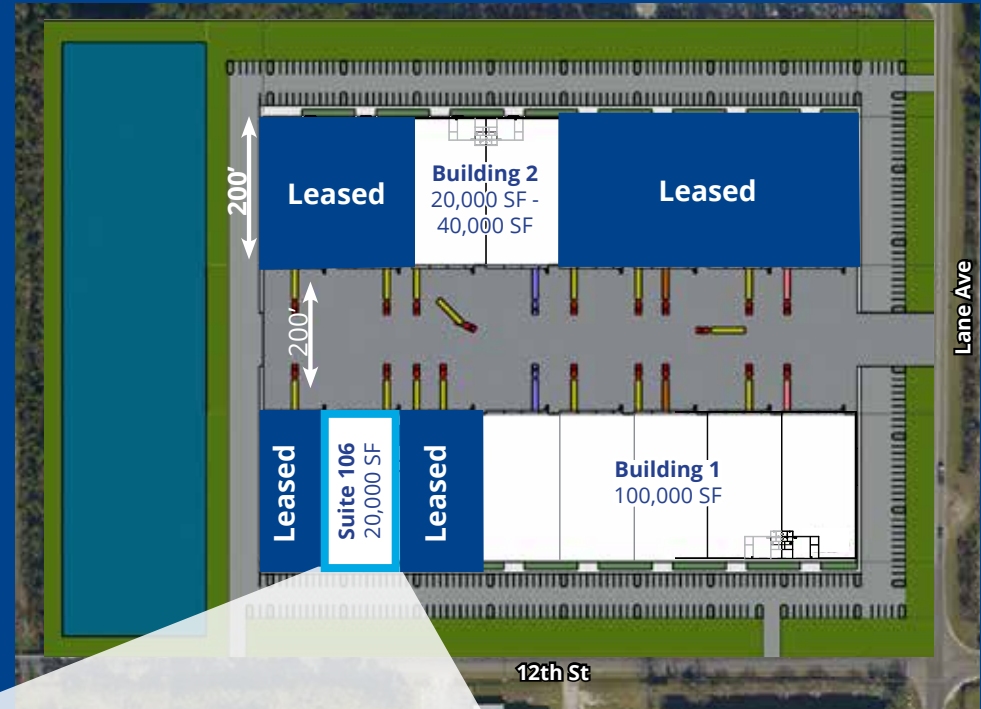 200’
Leased
Building 2
20,000 SF -
40,000 SF
Leased
200’
Lane Ave
Leased
Suite 106
20,000 SF
Leased
Building 1
100,000 SF
12th St